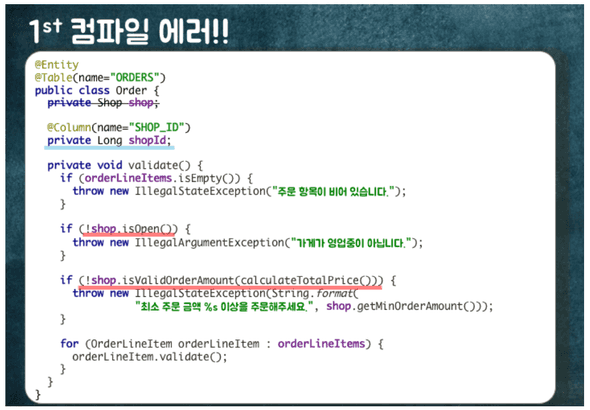 1st 컴파일 에러!!
@Entity
@Table(name="ORDERS")
public class Order {
private Shop shop;
@Column(name="SHOP_ID")
private Long shopId;
private void validate() {
if (orderLineItems.isEmpty()) {
throw new IllegalStateException("주문 항목이 비어 있습니다.");
}
if (!shop.isOpen()) {
throw new IllegalArgumentException("가게가 영업중이 아닙니다.");
}
if (!shop.isValidOrderAmount(calculateTotalPrice())) {
throw new IllegalStateException(String.format(
"최소 주문 금액 %s 이상을 주문해주세요.", shop.getMinOrderAmount()));
}
for (OrderLineItem orderLineItem : orderLineItems) {
orderLineItem.validate();
}
}
}